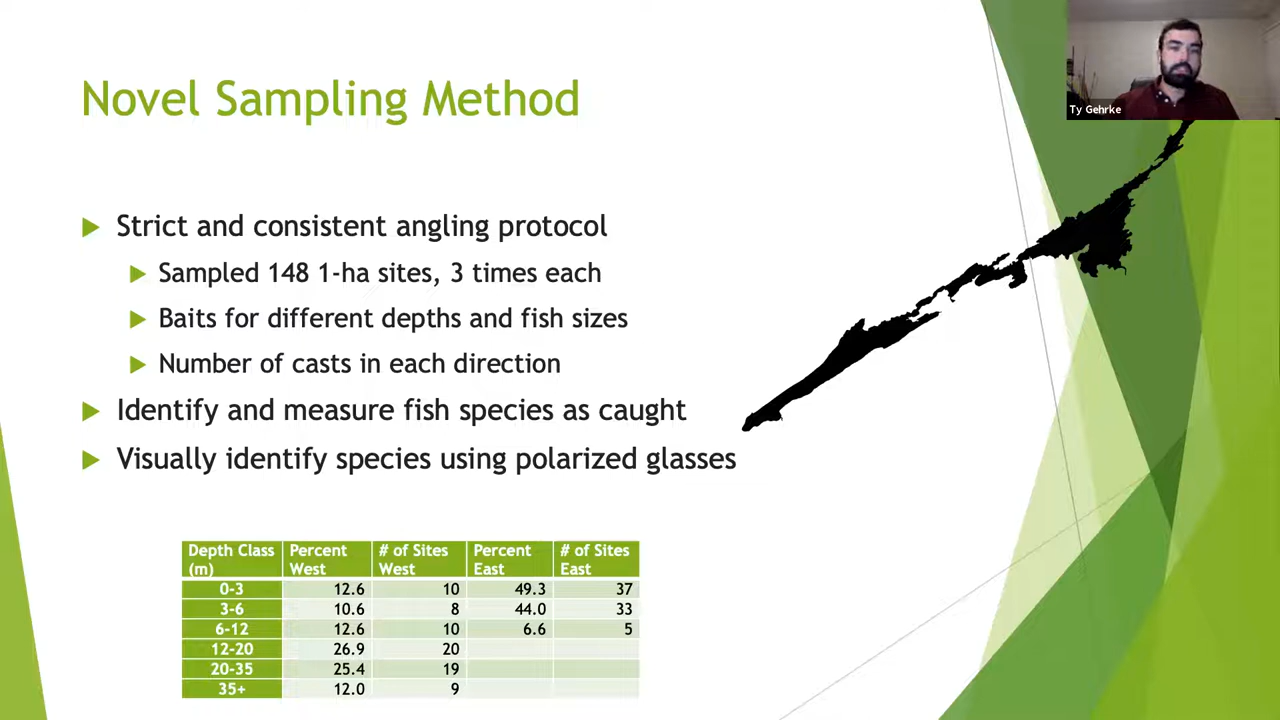 Novel Sampling Method
Ty Gehrke
Strict and consistent angling protocol
Sampled 148 1-ha sites, 3 times each
Baits for different depths and fish sizes
Number of casts in each direction
Identify and measure fish species as caught
Visually identify species using polarized glasses
Depth Class (m) Percent West # of Sites West Percent East # of Sites East
0-3 12.6 10 49.3 37
3-6 10.6 8 44.0 33
6-12 12.6 10 6.6 5
12-20 26.9 20
20-35 25.4 19
35+ 12.0 9